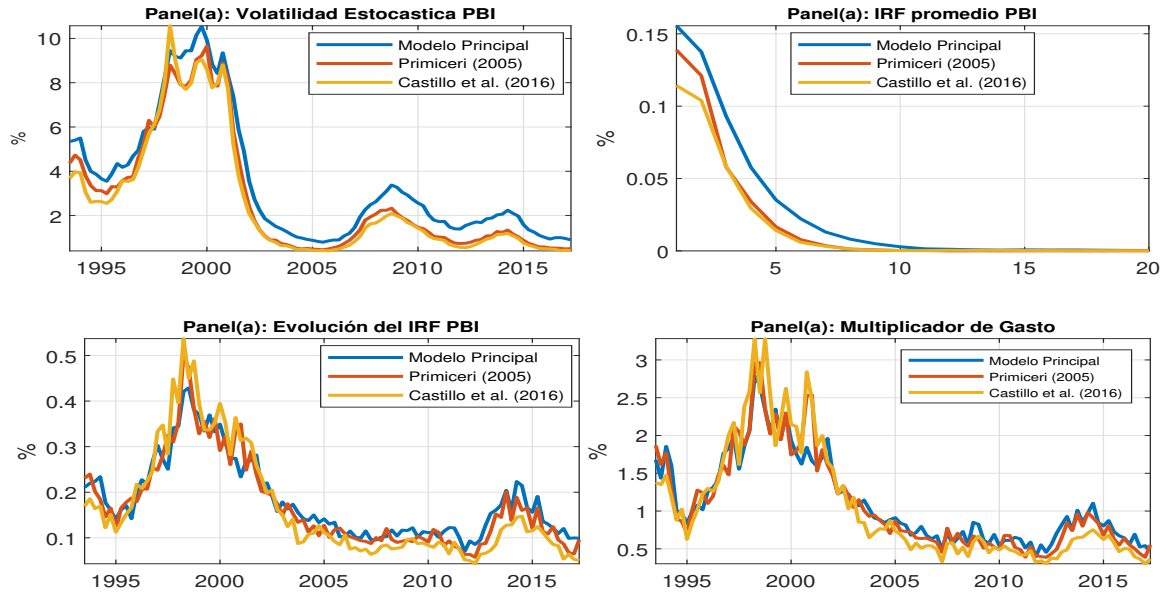 Panel(a): Volatilidad Estocastica PBI
10
8
6
4
2
%
Modelo Principal
Primiceri (2005)
Castillo et al. (2016)
1995 2000 2005 2010 2015
Panel(a): IRF promedio PBI
0.15
0.1
0.05
0
%
Modelo Principal
Primiceri (2005)
Castillo et al. (2016)
5 10 15 20
Panel(a): Evolución del IRF PBI
0.5
0.4
0.3
0.2
0.1
%
Modelo Principal
Primiceri (2005)
Castillo et al. (2016)
1995 2000 2005 2010 2015
Panel(a): Multiplicador de Gasto
3
2.5
2
1.5
1
0.5
%
Modelo Principal
Primiceri (2005)
Castillo et al. (2016)
1995 2000 2005 2010 2015